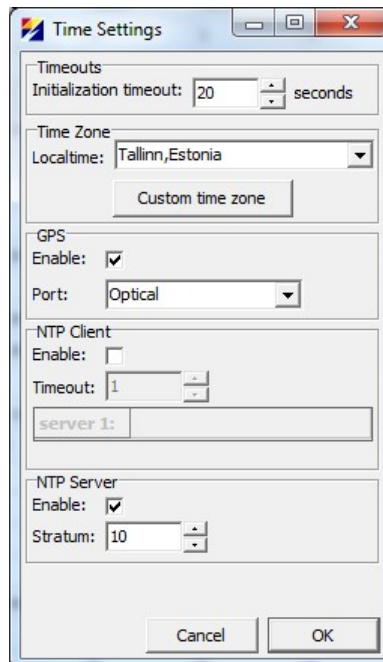 Time Settings
Timeouts
Initialization timeout: 20 seconds
Time Zone
Localtime: Tallinn,Estonia
Custom time zone
GPS
Enable:
Port: Optical
NTP Client
Enable:
Timeout: 1
server 1:
NTP Server
Enable:
Stratum: 10
Cancel OK